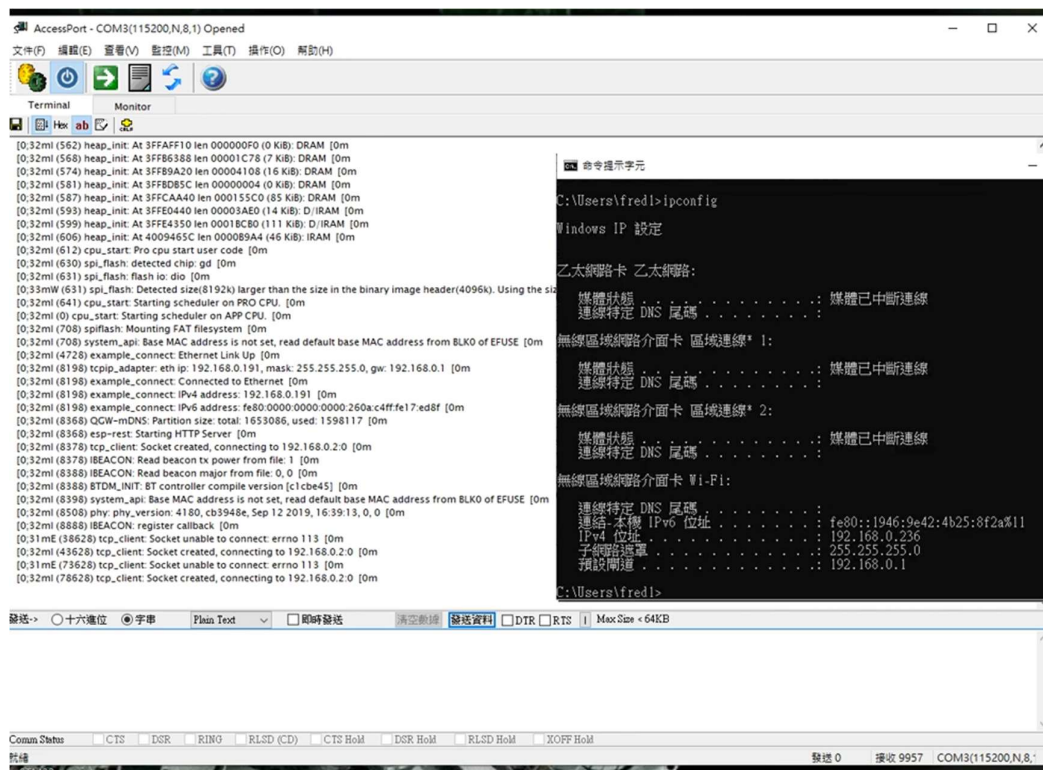 AccessPort - COM3(115200,N,8,1) Opened
文件(F) 編輯(E) 查看(V) 監控(M) 工具(T) 操作(O) 幫助(H)
Terminal Monitor
Hex ab
[0;32mI (562) heap_init: At 3FFAFF10 len 000000F0 (0 KiB): DRAM [0m
[0;32mI (568) heap_init: At 3FFB6388 len 00001C78 (7 KiB): DRAM [0m
[0;32mI (574) heap_init: At 3FFB9A20 len 00004108 (16 KiB): DRAM [0m
[0;32mI (581) heap_init: At 3FFBDB5C len 00000004 (0 KiB): DRAM [0m
[0;32mI (587) heap_init: At 3FFCAA40 len 000155C0 (85 KiB): DRAM [0m
[0;32mI (593) heap_init: At 3FFE0440 len 00003AE0 (14 KiB): D/IRAM [0m
[0;32mI (599) heap_init: At 3FFE4350 len 0001BCB0 (111 KiB): D/IRAM [0m
[0;32mI (606) heap_init: At 4009465C len 0000B9A4 (46 KiB): IRAM [0m
[0;32mI (612) cpu_start: Pro cpu start user code [0m
[0;32mI (630) spi_flash: detected chip: gd [0m
[0;32mI (631) spi_flash: flash io: dio [0m
[0;33mW (631) spi_flash: Detected size(8192k) larger than the size in the binary image header(4096k). Using the siz
[0;32mI (641) cpu_start: Starting scheduler on PRO CPU. [0m
[0;32mI (0) cpu_start: Starting scheduler on APP CPU. [0m
[0;32mI (708) spiflash: Mounting FAT filesystem [0m
[0;32mI (708) system_api: Base MAC address is not set, read default base MAC address from BLK0 of EFUSE [0m
[0;32mI (4728) example_connect: Ethernet Link Up [0m
[0;32mI (8198) tcpip_adapter: eth ip: 192.168.0.191, mask: 255.255.255.0, gw: 192.168.0.1 [0m
[0;32mI (8198) example_connect: Connected to Ethernet [0m
[0;32mI (8198) example_connect: IPv4 address: 192.168.0.191 [0m
[0;32mI (8198) example_connect: IPv6 address: fe80:0000:0000:0000:260a:c4ff:fe17:ed8f [0m
[0;32mI (8368) QGW-mDNS: Partition size: total: 1653086, used: 1598117 [0m
[0;32mI (8368) esp-rest: Starting HTTP Server [0m
[0;32mI (8378) tcp_client: Socket created, connecting to 192.168.0.2:0 [0m
[0;32mI (8378) IBEACON: Read beacon tx power from file: 1 [0m
[0;32mI (8388) IBEACON: Read beacon major from file: 0, 0 [0m
[0;32mI (8388) BTDM_INIT: BT controller compile version [c1cbe45] [0m
[0;32mI (8398) system_api: Base MAC address is not set, read default base MAC address from BLK0 of EFUSE [0m
[0;32mI (8508) phy: phy_version: 4180, cb3948e, Sep 12 2019, 16:39:13, 0, 0 [0m
[0;32mI (8888) IBEACON: register callback [0m
[0;31mE (38628) tcp_client: Socket unable to connect: errno 113 [0m
[0;32mI (43628) tcp_client: Socket created, connecting to 192.168.0.2:0 [0m
[0;31mE (73628) tcp_client: Socket unable to connect: errno 113 [0m
[0;32mI (78628) tcp_client: Socket created, connecting to 192.168.0.2:0 [0m
命令提示字元
C:\Users\fred1>ipconfig
Windows IP 設定
乙太網路卡 乙太網路:
媒體狀態 . . . . . . . . . . . . .: 媒體已中斷連線
連線特定 DNS 尾碼 . . . . . . . . :
無線區域網路介面卡 區域連線* 1:
媒體狀態 . . . . . . . . . . . . .: 媒體已中斷連線
連線特定 DNS 尾碼 . . . . . . . . :
無線區域網路介面卡 區域連線* 2:
媒體狀態 . . . . . . . . . . . . .: 媒體已中斷連線
連線特定 DNS 尾碼 . . . . . . . . :
無線區域網路介面卡 Wi-Fi:
連線特定 DNS 尾碼 . . . . . . . . :
連結-本機 IPv6 位址 . . . . . . . : fe80::1946:9e42:4b25:8f2a%11
IPv4 位址 . . . . . . . . . . . . : 192.168.0.236
子網路遮罩 . . . . . . . . . . . .: 255.255.255.0
預設閘道 . . . . . . . . . . . . .: 192.168.0.1
C:\Users\fred1>
發送-> 十六進位 字串 Plain Text 即時發送 清空數據 發送資料 DTR RTS Max Size < 64KB
Comm Status CTS DSR RING RLSD (CD) CTS Hold DSR Hold RLSD Hold XOFF Hold
就緒 發送 0 接收 9957 COM3(115200,N,8,